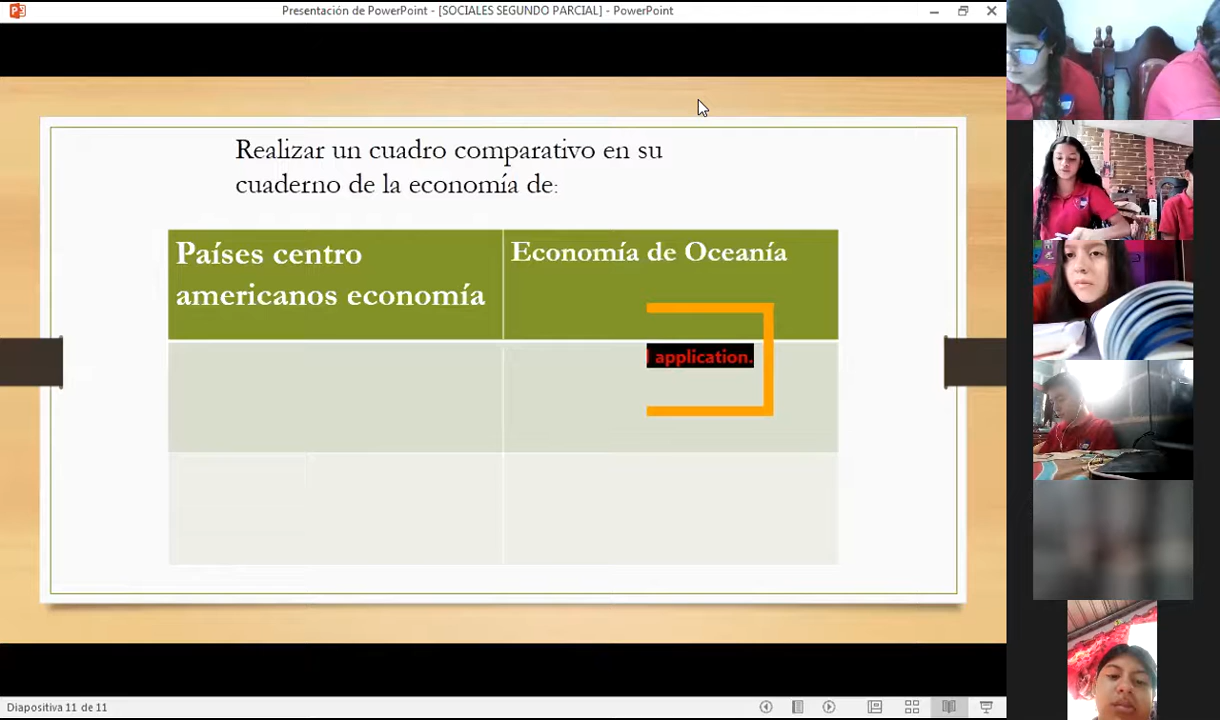 Presentación de PowerPoint - [SOCIALES SEGUNDO PARCIAL] - PowerPoint
Realizar un cuadro comparativo en su
cuaderno de la economía de:
Países centro
americanos economía
Economía de Oceanía
application.
Diapositiva 11 de 11